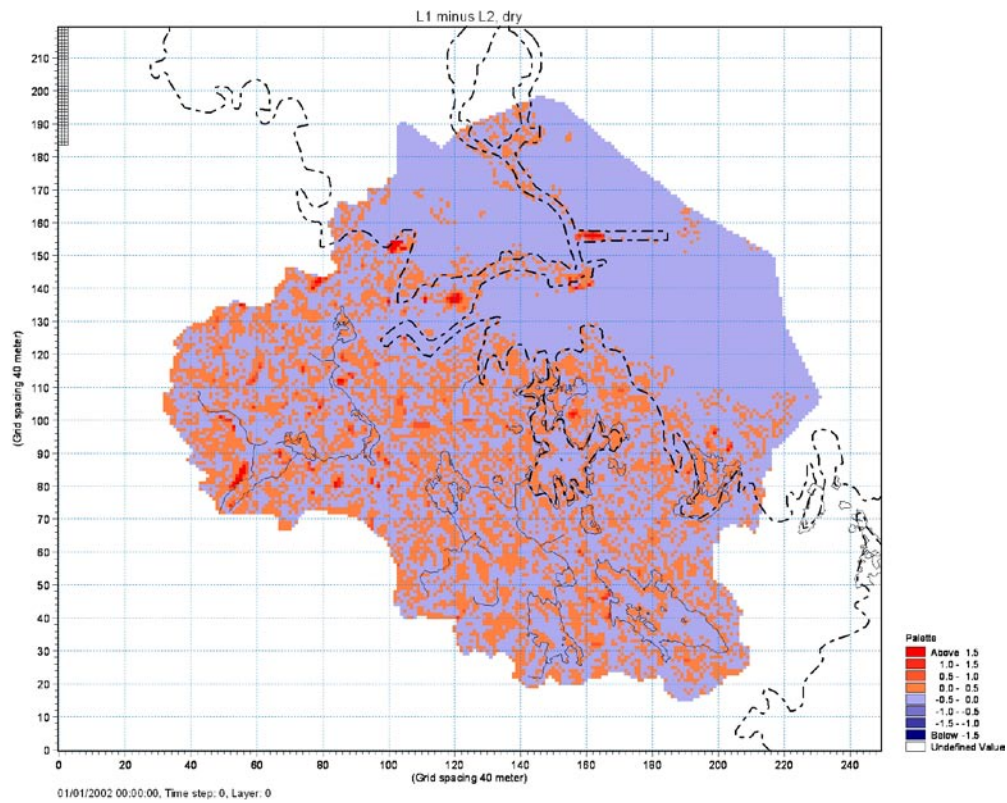 L1 minus L2, dry
(Grid spacing 40 meter)
210
200
190
180
170
160
150
140
130
120
110
100
90
80
70
60
50
40
30
20
10
0
0 20 40 60 80 100 120 140 160 180 200 220 240
(Grid spacing 40 meter)
01/01/2002 00:00:00, Time step: 0, Layer: 0
Palette
Above 1.5
1.0 - 1.5
0.5 - 1.0
0.0 - 0.5
-0.5 - 0.0
-1.0 - -0.5
-1.5 - -1.0
Below -1.5
Undefined Value